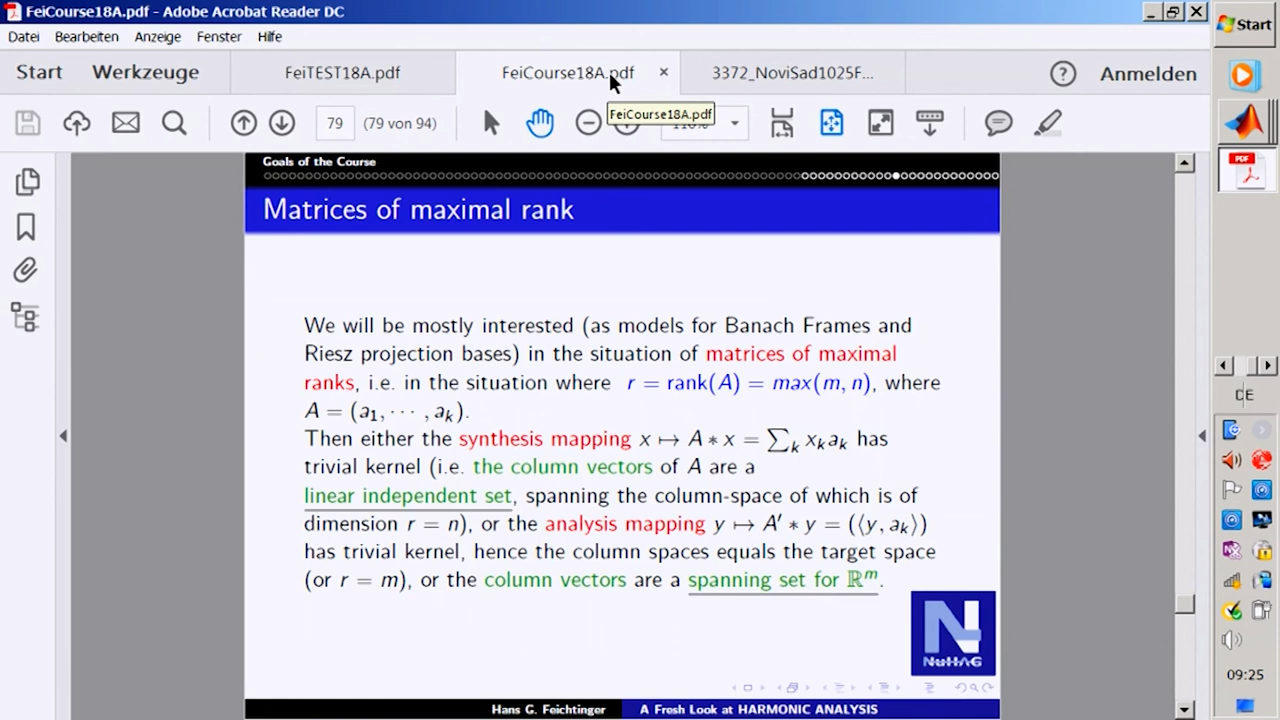 FeiCourse18A.pdf - Adobe Acrobat Reader DC
Start
Datei Bearbeiten Anzeige Fenster Hilfe
Start Werkzeuge FeiTEST18A.pdf FeiCourse18A.pdf × 3372_NoviSad1025F... ? Anmelden
FeiCourse18A.pdf
79 (79 von 94)
PDF
Goals of the Course
Matrices of maximal rank
We will be mostly interested (as models for Banach Frames and
Riesz projection bases) in the situation of matrices of maximal
ranks, i.e. in the situation where r = rank(A) = max(m, n), where
A = (a₁, ⋯ , aₖ).
Then either the synthesis mapping x ↦ A ∗ x = ∑ₖ xₖaₖ has
trivial kernel (i.e. the column vectors of A are a
linear independent set, spanning the column-space of which is of
dimension r = n), or the analysis mapping y ↦ A′ ∗ y = (⟨y, aₖ⟩)
has trivial kernel, hence the column spaces equals the target space
(or r = m), or the column vectors are a spanning set for ℝᵐ.
N
NuHAG
Hans G. Feichtinger A Fresh Look at HARMONIC ANALYSIS
09:25